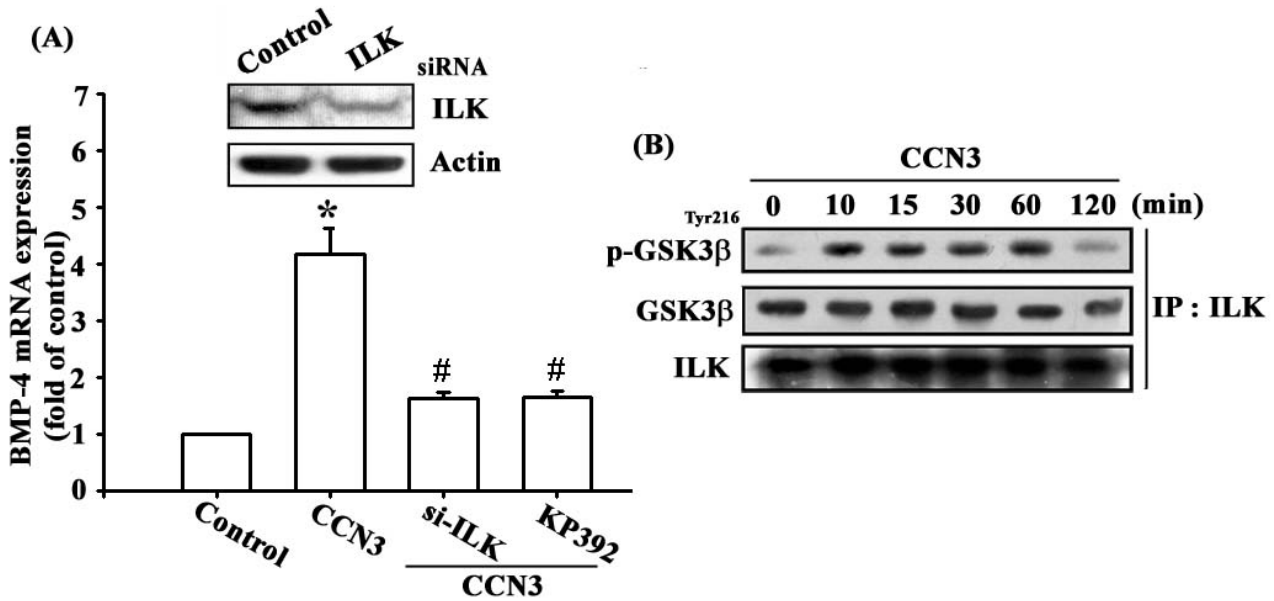 (A)
Control ILK siRNA
ILK
Actin
BMP-4 mRNA expression
(fold of control)
7
6
5
4
3
2
1
0
*
#
#
Control
CCN3
si-ILK
KP392
CCN3
(B)
CCN3
0 10 15 30 60 120 (min)
Tyr216
p-GSK3β
GSK3β
ILK
IP : ILK